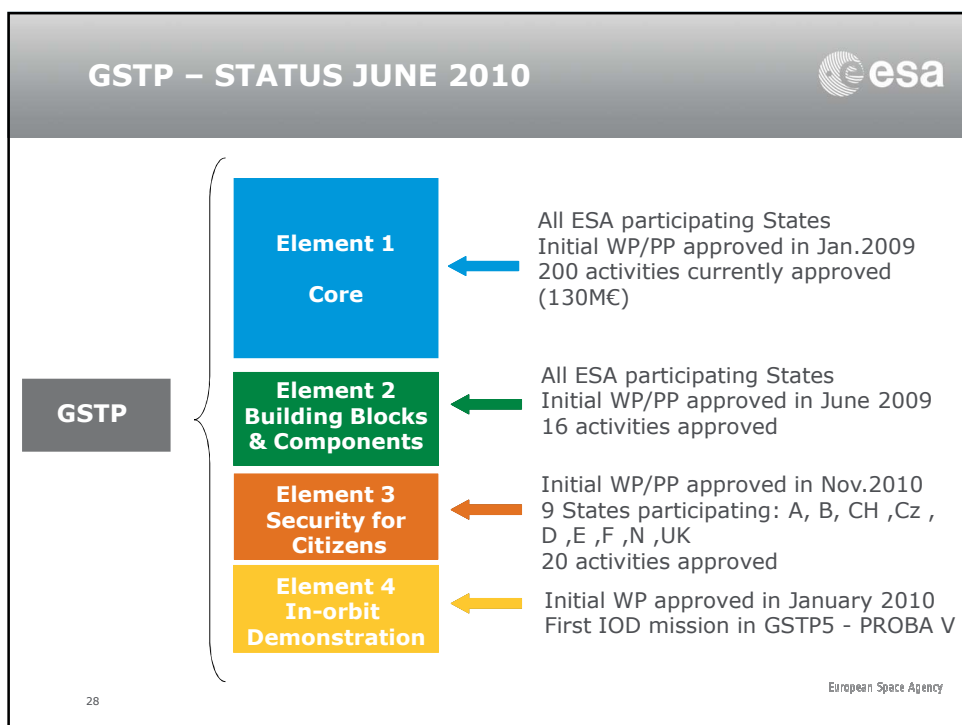 GSTP – STATUS JUNE 2010
esa
GSTP
Element 1
Core
All ESA participating States
Initial WP/PP approved in Jan.2009
200 activities currently approved
(130M€)
Element 2
Building Blocks
& Components
All ESA participating States
Initial WP/PP approved in June 2009
16 activities approved
Element 3
Security for
Citizens
Initial WP/PP approved in Nov.2010
9 States participating: A, B, CH ,Cz ,
D ,E ,F ,N ,UK
20 activities approved
Element 4
In-orbit
Demonstration
Initial WP approved in January 2010
First IOD mission in GSTP5 - PROBA V
28
European Space Agency